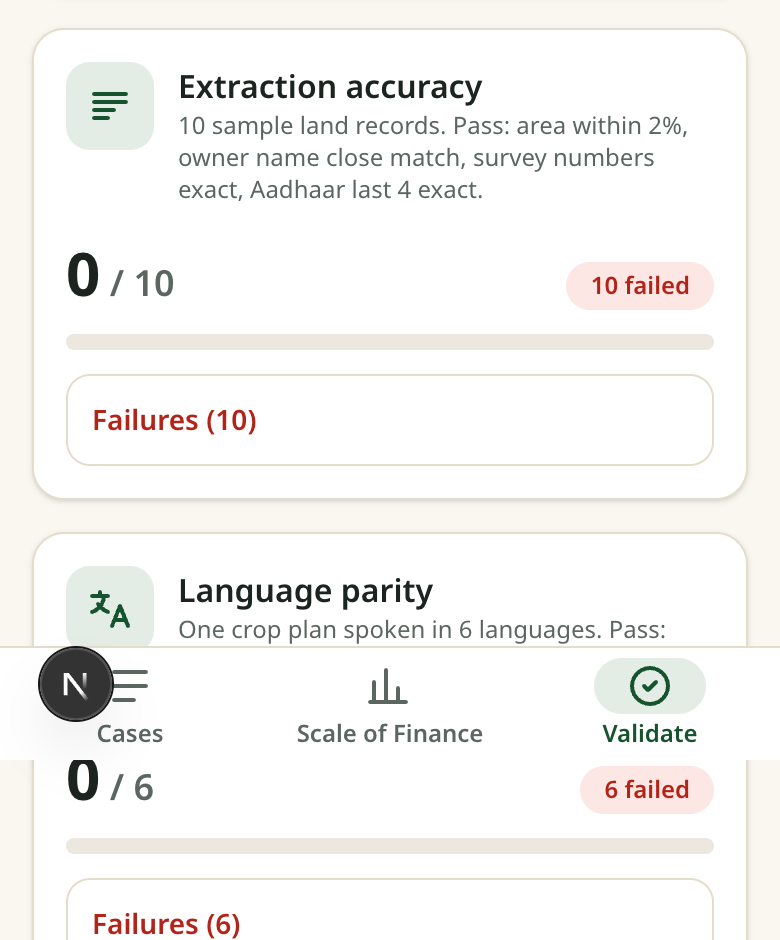 Extraction accuracy
10 sample land records. Pass: area within 2%,
owner name close match, survey numbers
exact, Aadhaar last 4 exact.
0 / 10
10 failed
Failures (10)
文A
Language parity
One crop plan spoken in 6 languages. Pass:
N
Cases
Scale of Finance
Validate
0 / 6
6 failed
Failures (6)